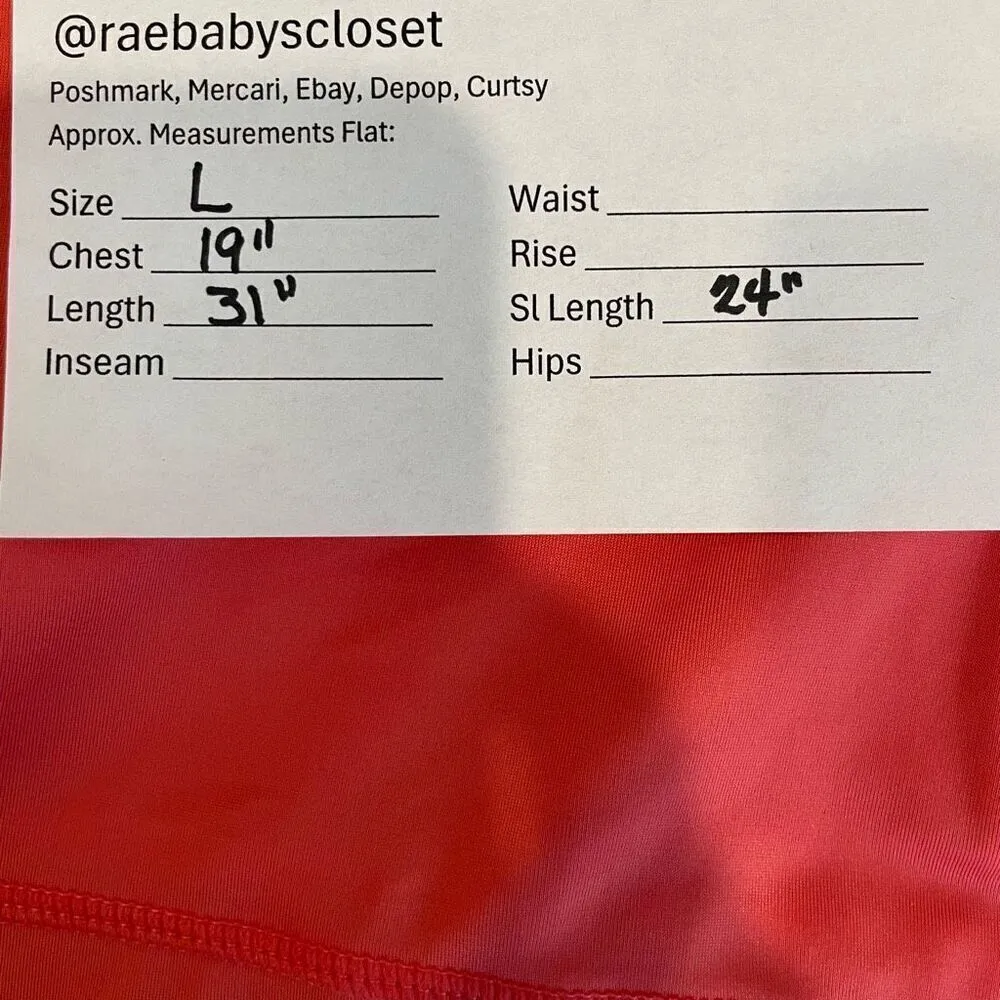 @raebabyscloset
Poshmark, Mercari, Ebay, Depop, Curtsy
Approx. Measurements Flat:
Size L
Waist
Chest 19"
Rise
Length 31"
Sl Length 24"
Inseam
Hips